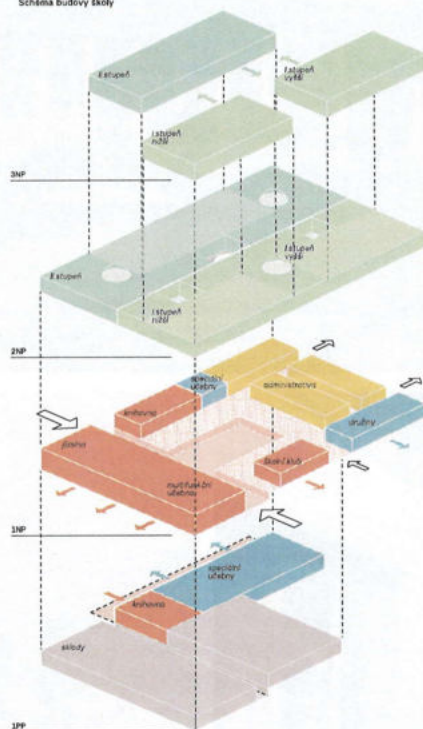 Schéma budovy školy
II.stupeň
I.stupeň
vyšší
I.stupeň
nižší
3NP
II.stupeň
I.stupeň
vyšší
I.stupeň
nižší
2NP
speciální
učebny
knihovna
administrativa
družiny
jídelna
školní klub
multifunkční
učebna
1NP
speciální
učebny
knihovna
sklady
1PP